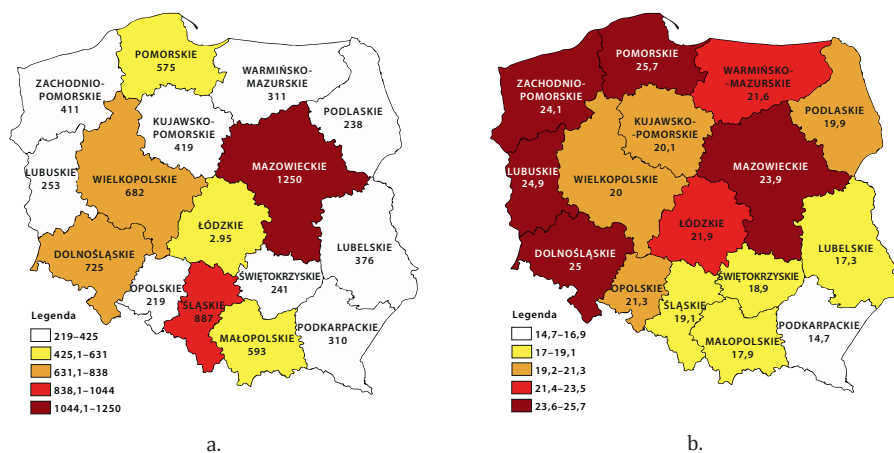 POMORSKIE
575
ZACHODNIO-
POMORSKIE
411
WARMIŃSKO-
MAZURSKIE
311
PODLASKIE
238
KUJAWSKO-
POMORSKIE
419
MAZOWIECKIE
1250
LUBUSKIE
253
WIELKOPOLSKIE
682
ŁÓDZKIE
2.95
LUBELSKIE
376
DOLNOŚLĄSKIE
725
OPOLSKIE
219
ŚLĄSKIE
887
ŚWIĘTOKRZYSKIE
241
MAŁOPOLSKIE
593
PODKARPACKIE
310
Legenda
219–425
425,1–631
631,1–838
838,1–1044
1044,1–1250
a.
POMORSKIE
25,7
ZACHODNIO-
POMORSKIE
24,1
WARMIŃSKO-
-MAZURSKIE
21,6
PODLASKIE
19,9
KUJAWSKO-
-POMORSKIE
20,1
MAZOWIECKIE
23,9
LUBUSKIE
24,9
WIELKOPOLSKIE
20
ŁÓDZKIE
21,9
LUBELSKIE
17,3
DOLNOŚLĄSKIE
25
OPOLSKIE
21,3
ŚLĄSKIE
19,1
ŚWIĘTOKRZYSKIE
18,9
MAŁOPOLSKIE
17,9
PODKARPACKIE
14,7
Legenda
14,7–16,9
17–19,1
19,2–21,3
21,4–23,5
23,6–25,7
b.